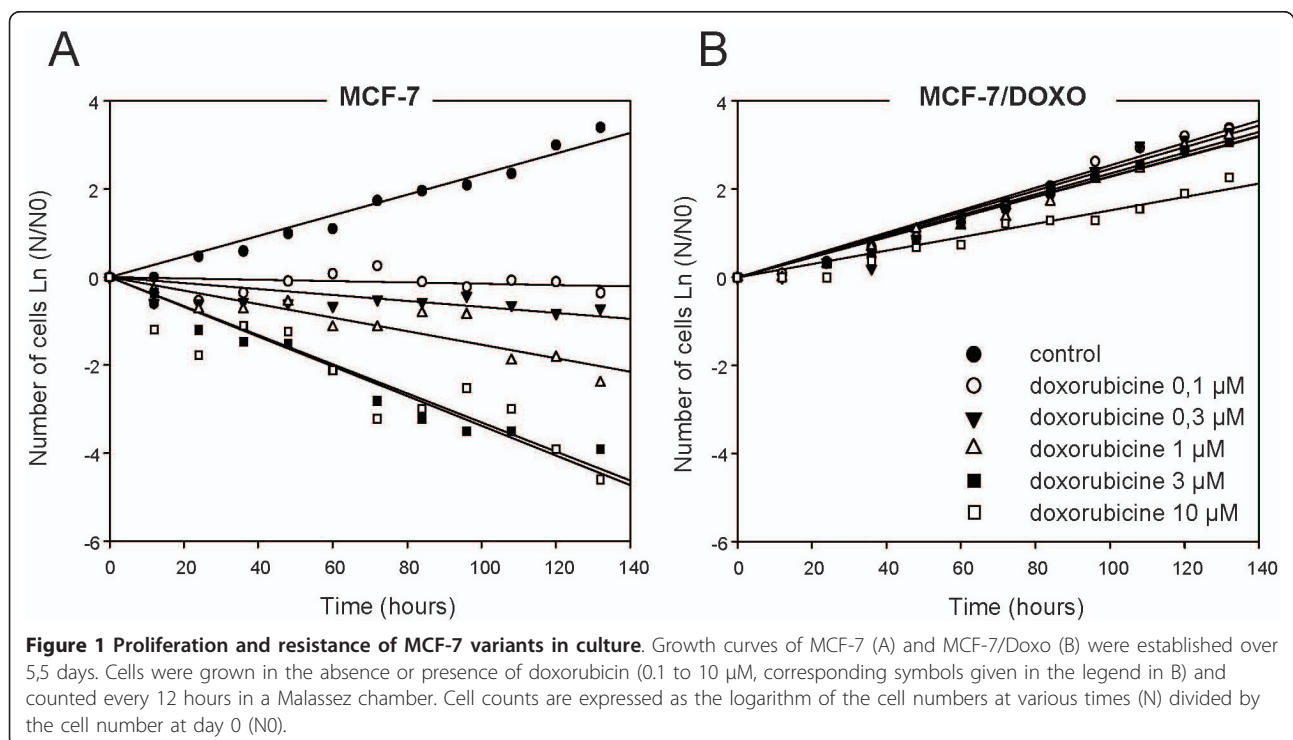 A
B
MCF-7
MCF-7/DOXO
4
2
0
-2
-4
-6
Number of cells Ln (N/N0)
0 20 40 60 80 100 120 140
Time (hours)
4
2
0
-2
-4
-6
Number of cells Ln (N/N0)
control
doxorubicine 0,1 µM
doxorubicine 0,3 µM
doxorubicine 1 µM
doxorubicine 3 µM
doxorubicine 10 µM
0 20 40 60 80 100 120 140
Time (hours)
Figure 1 Proliferation and resistance of MCF-7 variants in culture. Growth curves of MCF-7 (A) and MCF-7/Doxo (B) were established over
5,5 days. Cells were grown in the absence or presence of doxorubicin (0.1 to 10 µM, corresponding symbols given in the legend in B) and
counted every 12 hours in a Malassez chamber. Cell counts are expressed as the logarithm of the cell numbers at various times (N) divided by
the cell number at day 0 (N0).